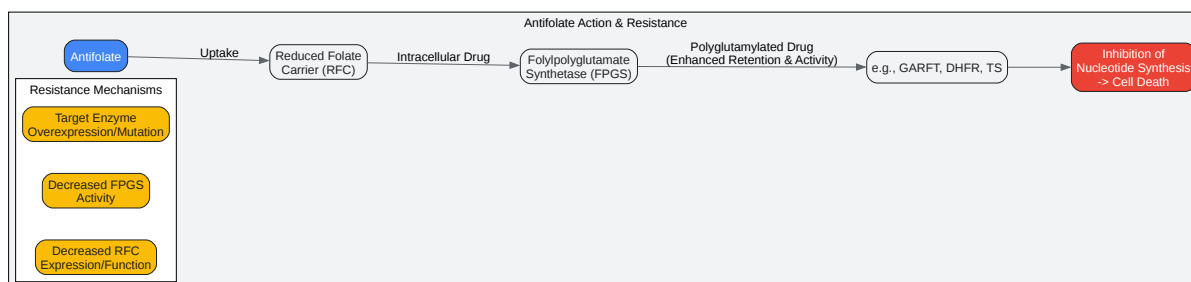 Antifolate Action & Resistance
Antifolate
Uptake
Reduced Folate
Carrier (RFC)
Intracellular Drug
Folylpolyglutamate
Synthetase (FPGS)
Polyglutamylated Drug
(Enhanced Retention & Activity)
e.g., GARFT, DHFR, TS
Inhibition of
Nucleotide Synthesis
-> Cell Death
Resistance Mechanisms
Target Enzyme
Overexpression/Mutation
Decreased FPGS
Activity
Decreased RFC
Expression/Function